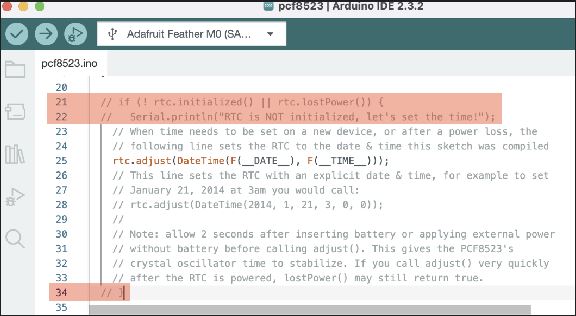 pcf8523 | Arduino IDE 2.3.2
Adafruit Feather M0 (SA...
pcf8523.ino
20
21 // if (! rtc.initialized() || rtc.lostPower()) {
22 //   Serial.println("RTC is NOT initialized, let's set the time!");
23 // When time needs to be set on a new device, or after a power loss, the
24 // following line sets the RTC to the date & time this sketch was compiled
25 rtc.adjust(DateTime(F(__DATE__), F(__TIME__)));
26 // This line sets the RTC with an explicit date & time, for example to set
27 // January 21, 2014 at 3am you would call:
28 // rtc.adjust(DateTime(2014, 1, 21, 3, 0, 0));
29 //
30 // Note: allow 2 seconds after inserting battery or applying external power
31 // without battery before calling adjust(). This gives the PCF8523's
32 // crystal oscillator time to stabilize. If you call adjust() very quickly
33 // after the RTC is powered, lostPower() may still return true.
34 // }
35